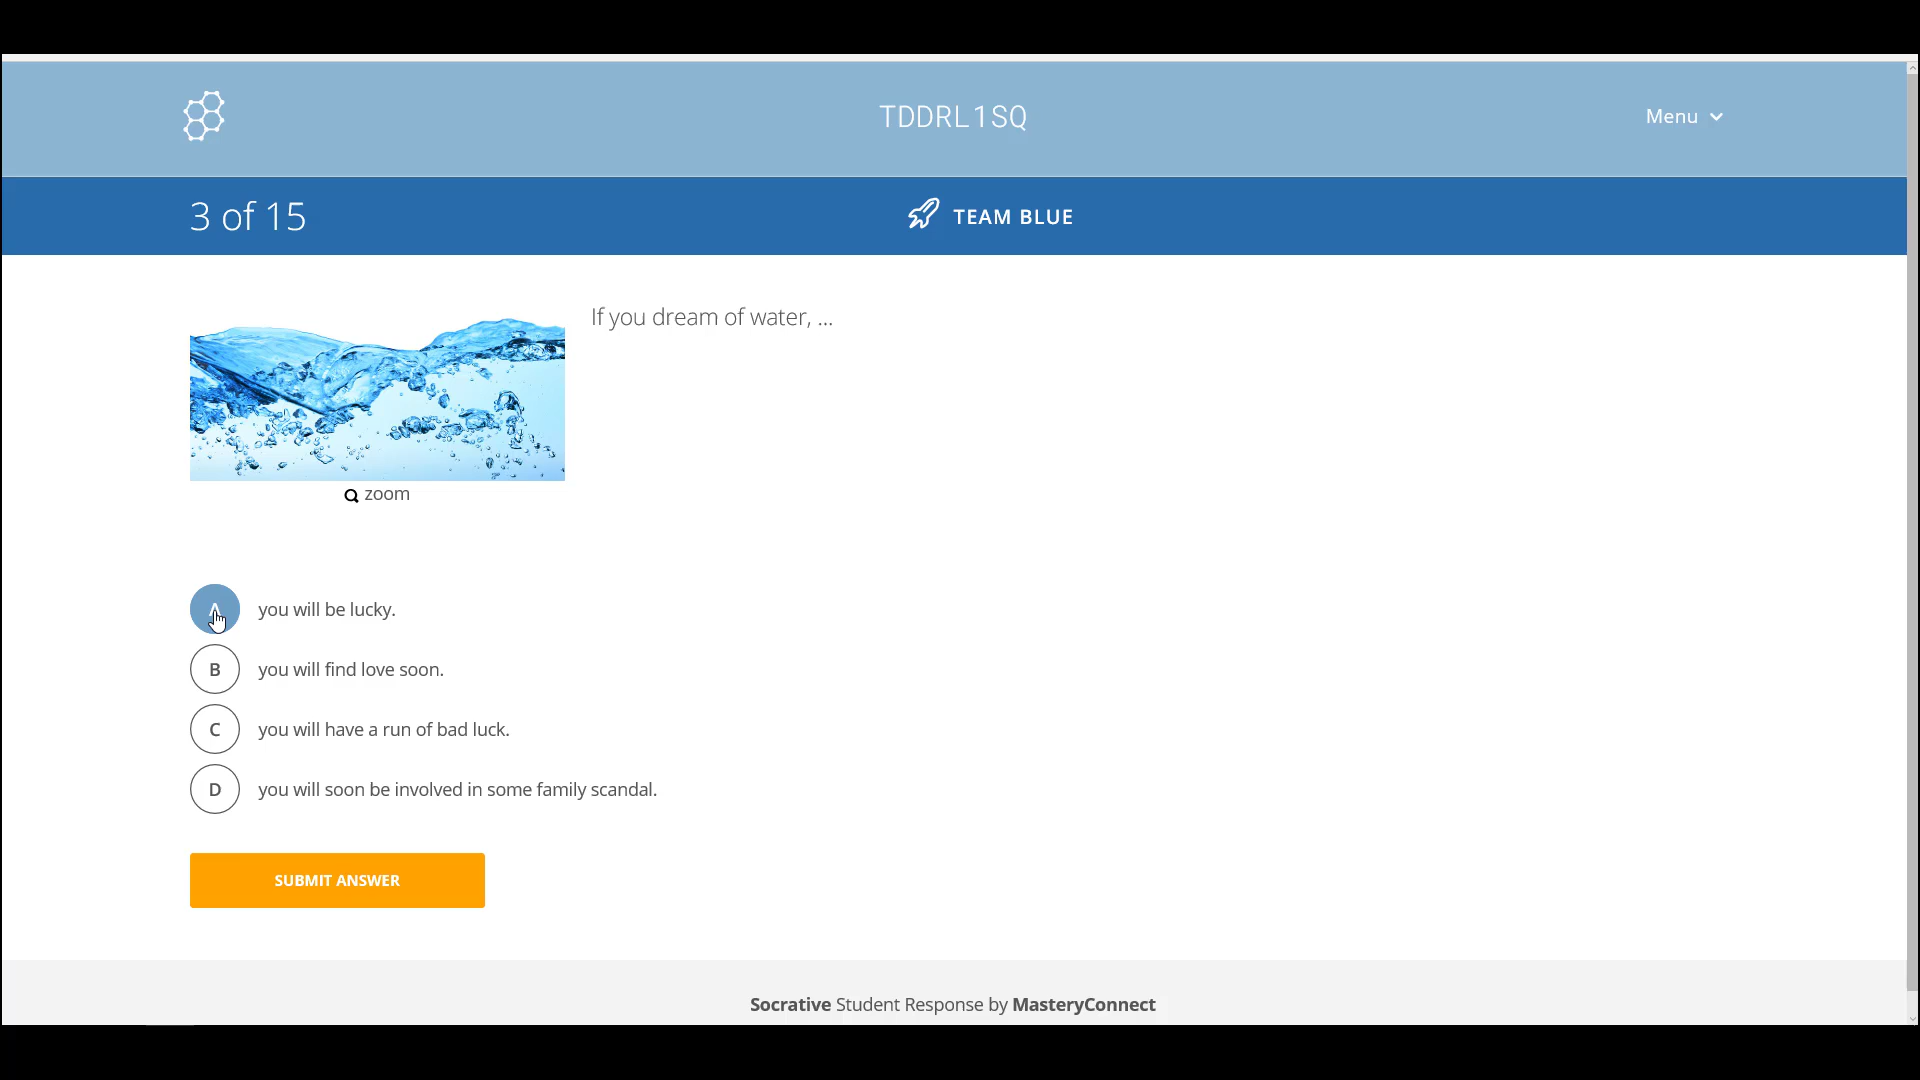 TDDRL1SQ
Menu
3 of 15
TEAM BLUE
If you dream of water, ...
zoom
A you will be lucky.
B you will find love soon.
C you will have a run of bad luck.
D you will soon be involved in some family scandal.
SUBMIT ANSWER
Socrative Student Response by MasteryConnect